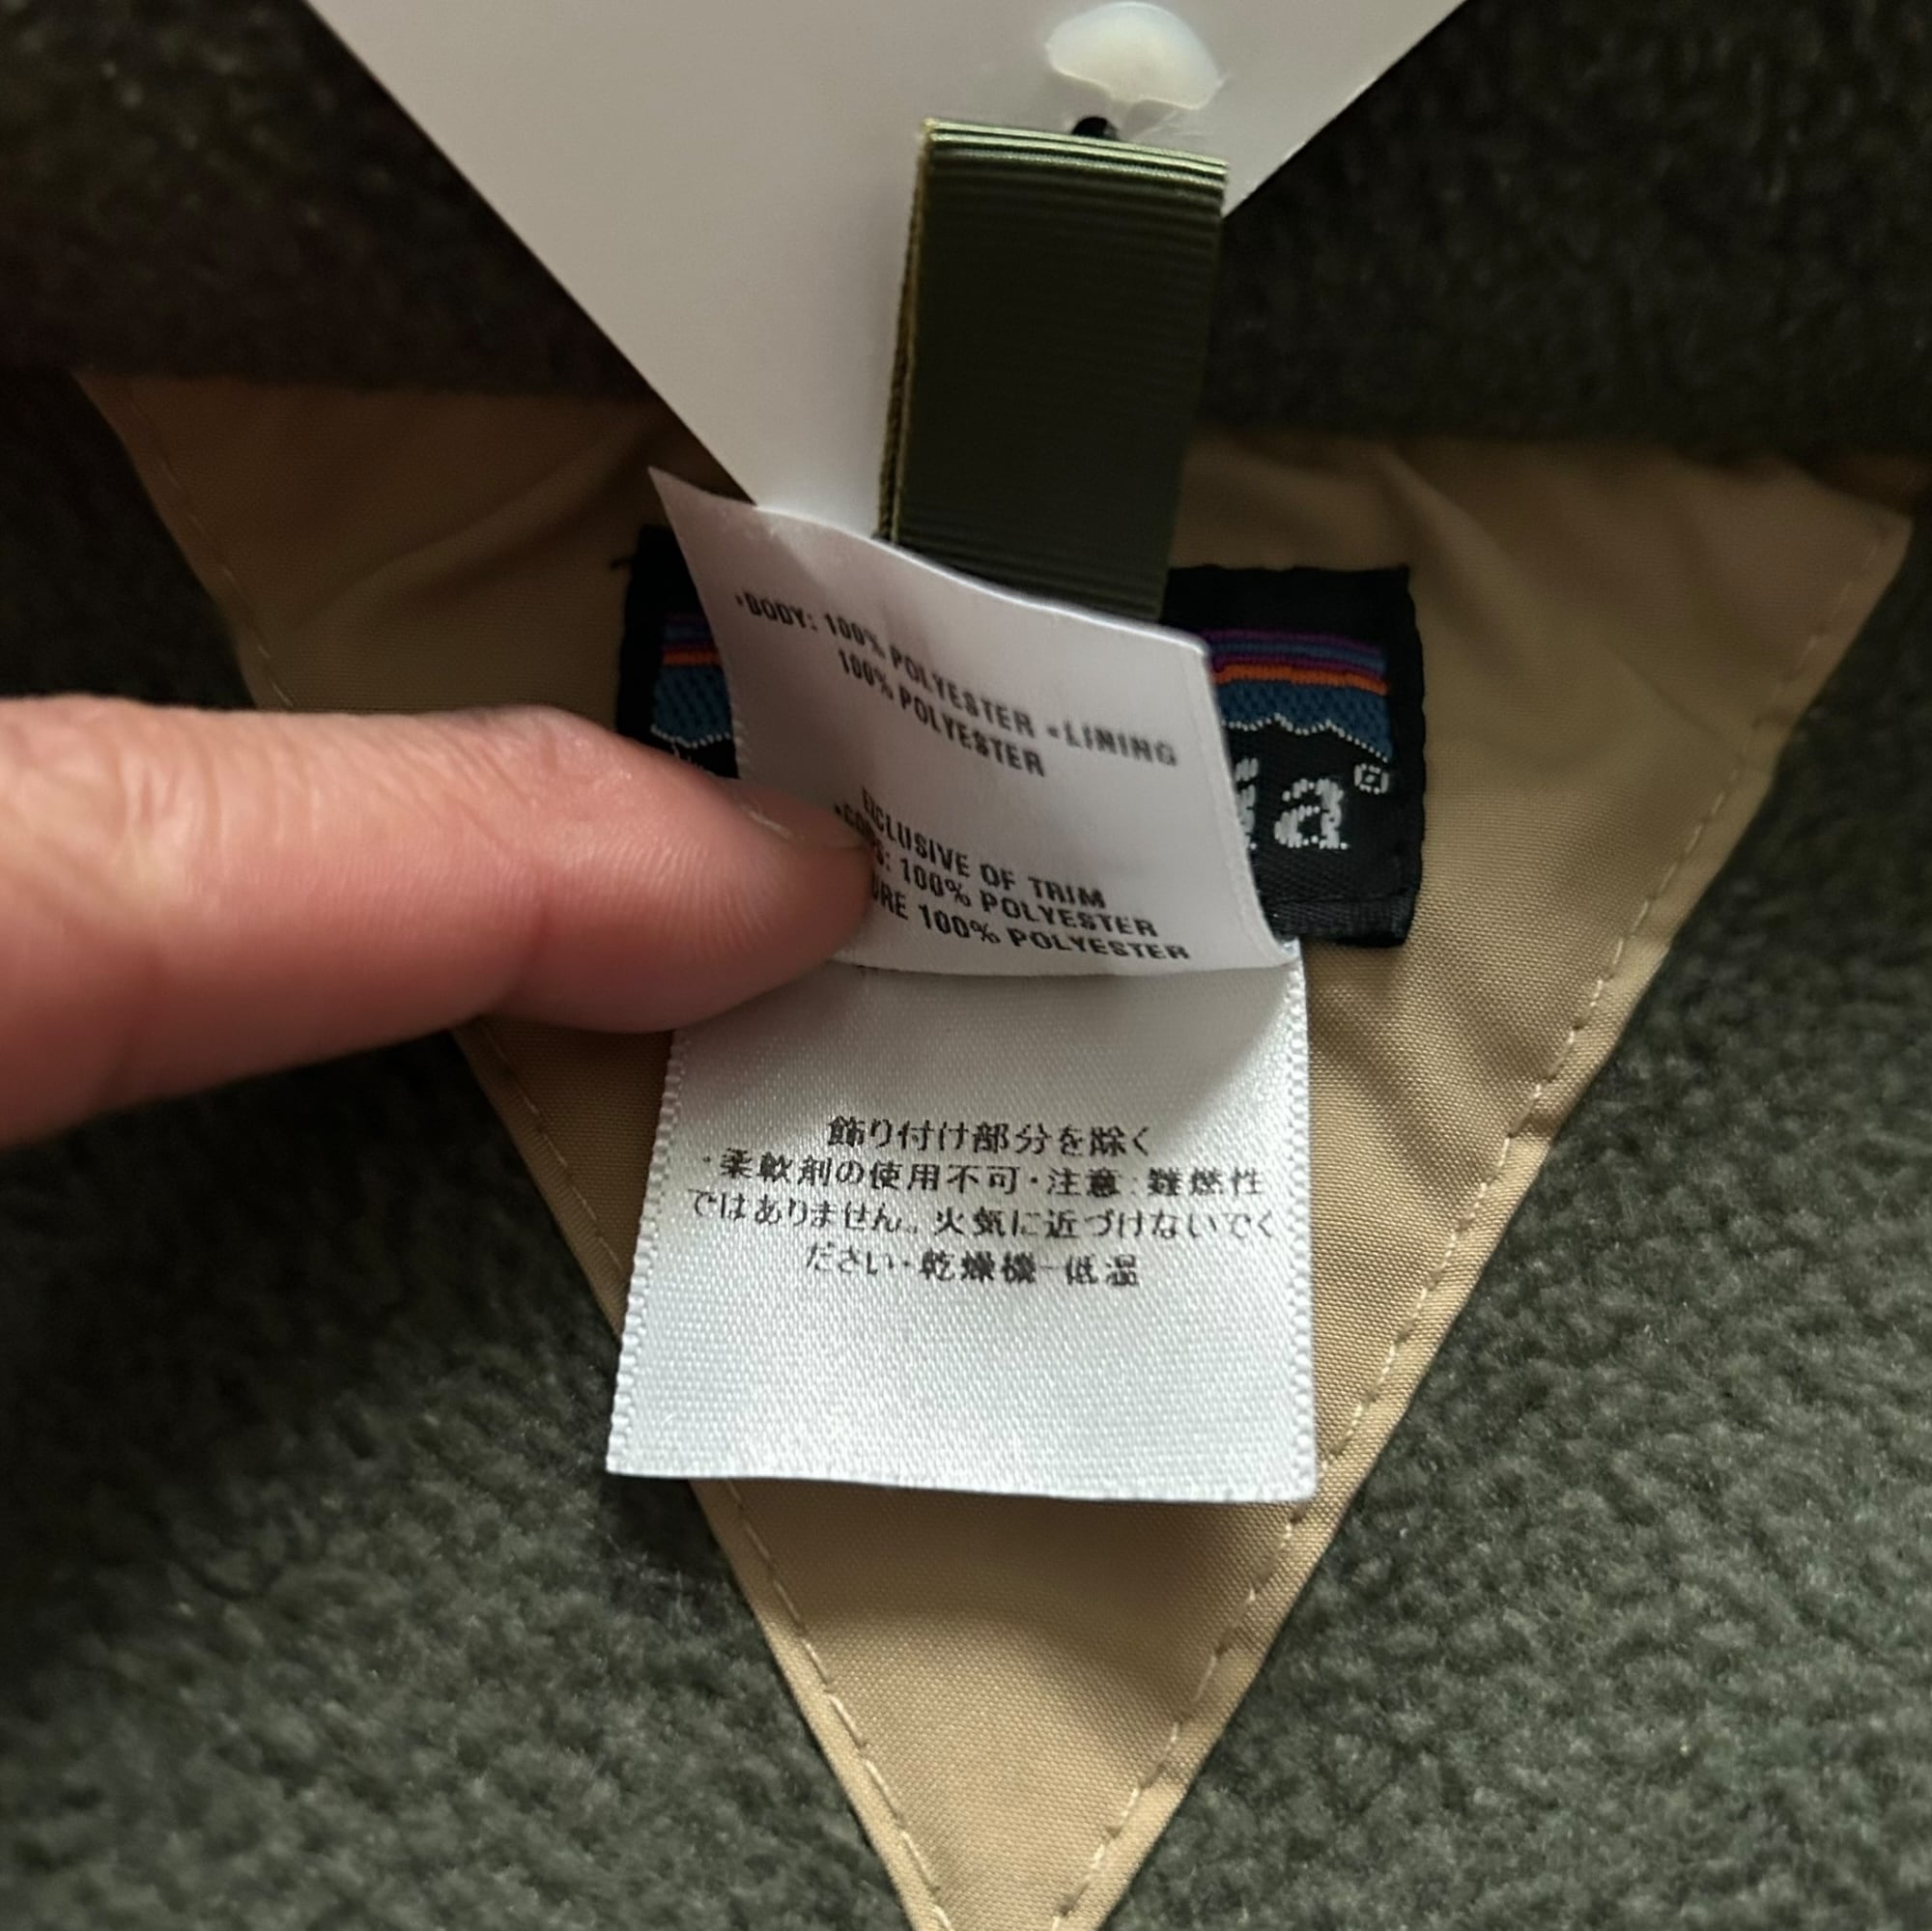 •BODY: 100% POLYESTER •LINING
100% POLYESTER
EXCLUSIVE OF TRIM
100% POLYESTER
100% POLYESTER
ia®
飾り付け部分を除く
・柔軟剤の使用不可・注意:難燃性
ではありません。火気に近づけないでく
ださい・乾燥機-低温